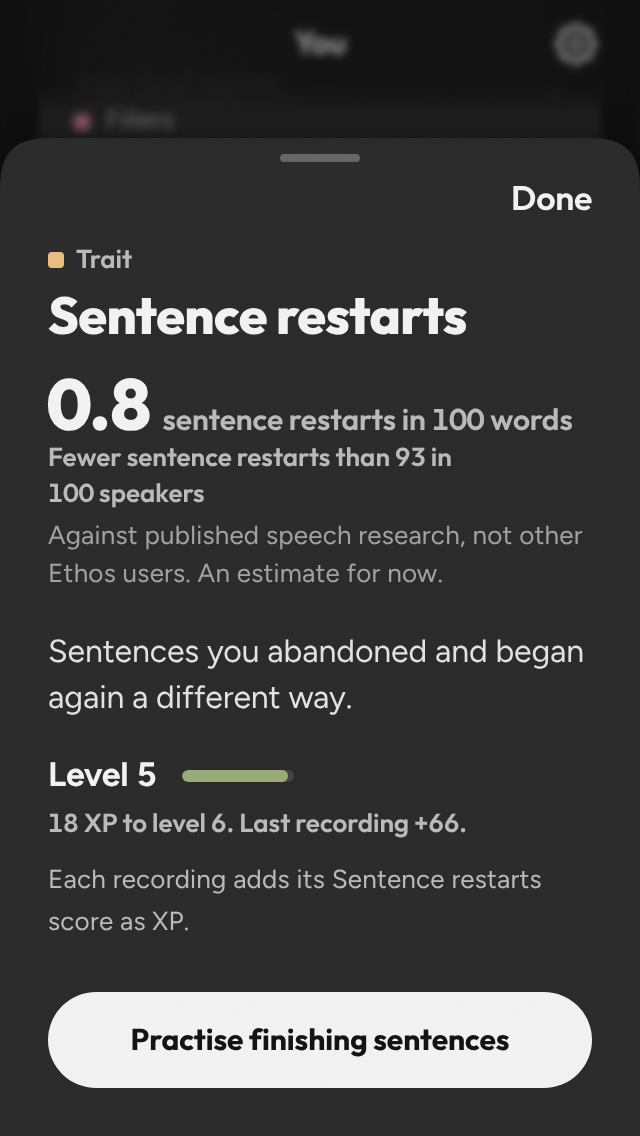 You
Fillers
Done
Trait
Sentence restarts
0.8 sentence restarts in 100 words
Fewer sentence restarts than 93 in
100 speakers
Against published speech research, not other
Ethos users. An estimate for now.
Sentences you abandoned and began
again a different way.
Level 5
18 XP to level 6. Last recording +66.
Each recording adds its Sentence restarts
score as XP.
Practise finishing sentences